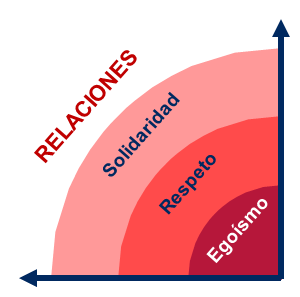 RELACIONES
Solidaridad
Respeto
Egoísmo